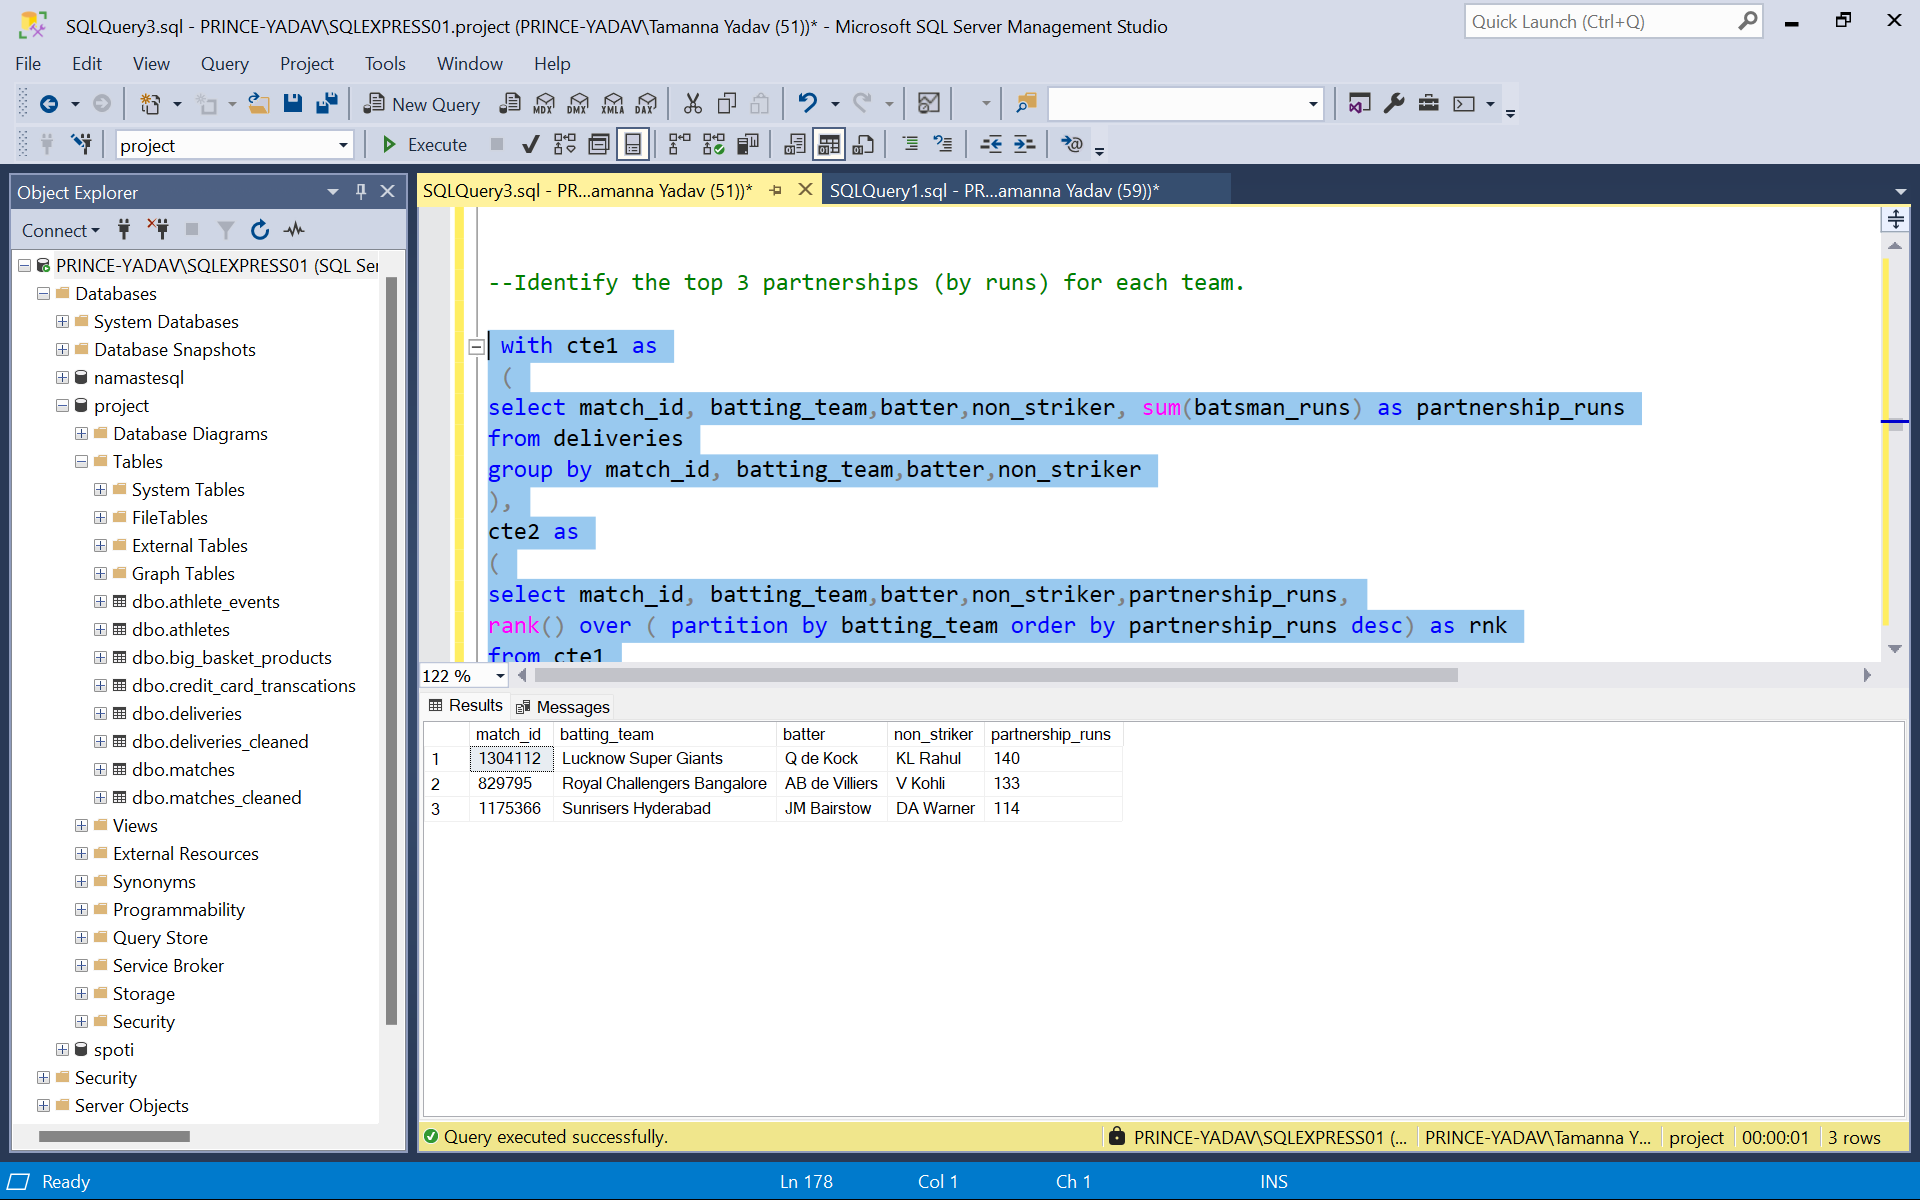 SQLQuery3.sql - PRINCE-YADAV\SQLEXPRESS01.project (PRINCE-YADAV\Tamanna Yadav (51))* - Microsoft SQL Server Management Studio
Quick Launch (Ctrl+Q)
File Edit View Query Project Tools Window Help
New Query MDX DMX XMLA DAX
project Execute
Object Explorer
Connect
PRINCE-YADAV\SQLEXPRESS01 (SQL Ser
Databases
System Databases
Database Snapshots
namastesql
project
Database Diagrams
Tables
System Tables
FileTables
External Tables
Graph Tables
dbo.athlete_events
dbo.athletes
dbo.big_basket_products
dbo.credit_card_transcations
dbo.deliveries
dbo.deliveries_cleaned
dbo.matches
dbo.matches_cleaned
Views
External Resources
Synonyms
Programmability
Query Store
Service Broker
Storage
Security
spoti
Security
Server Objects
SQLQuery3.sql - PR...amanna Yadav (51))* SQLQuery1.sql - PR...amanna Yadav (59))*
--Identify the top 3 partnerships (by runs) for each team.
with cte1 as
(
select match_id, batting_team,batter,non_striker, sum(batsman_runs) as partnership_runs
from deliveries
group by match_id, batting_team,batter,non_striker
),
cte2 as
(
select match_id, batting_team,batter,non_striker,partnership_runs,
rank() over ( partition by batting_team order by partnership_runs desc) as rnk
from cte1
122 %
Results Messages
match_id batting_team batter non_striker partnership_runs
1 1304112 Lucknow Super Giants Q de Kock KL Rahul 140
2 829795 Royal Challengers Bangalore AB de Villiers V Kohli 133
3 1175366 Sunrisers Hyderabad JM Bairstow DA Warner 114
Query executed successfully. PRINCE-YADAV\SQLEXPRESS01 (... PRINCE-YADAV\Tamanna Y... project 00:00:01 3 rows
Ready Ln 178 Col 1 Ch 1 INS